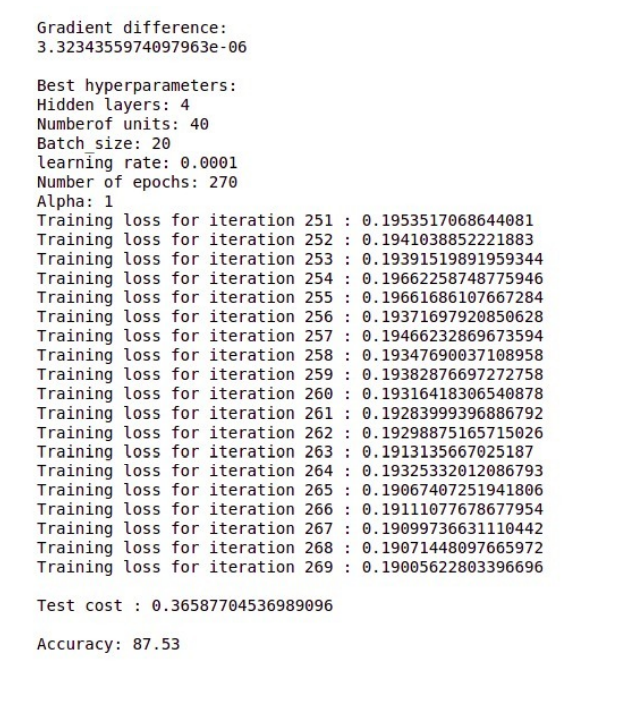 Gradient difference:
3.3234355974097963e-06
Best hyperparameters:
Hidden layers: 4
Numberof units: 40
Batch_size: 20
learning rate: 0.0001
Number of epochs: 270
Alpha: 1
Training loss for iteration 251 : 0.1953517068644081
Training loss for iteration 252 : 0.1941038852221883
Training loss for iteration 253 : 0.19391519891959344
Training loss for iteration 254 : 0.19662258748775946
Training loss for iteration 255 : 0.19661686107667284
Training loss for iteration 256 : 0.19371697920850628
Training loss for iteration 257 : 0.19466232869673594
Training loss for iteration 258 : 0.19347690037108958
Training loss for iteration 259 : 0.19382876697272758
Training loss for iteration 260 : 0.19316418306540878
Training loss for iteration 261 : 0.19283999396886792
Training loss for iteration 262 : 0.19298875165715026
Training loss for iteration 263 : 0.1913135667025187
Training loss for iteration 264 : 0.19325332012086793
Training loss for iteration 265 : 0.19067407251941806
Training loss for iteration 266 : 0.19111077678677954
Training loss for iteration 267 : 0.19099736631110442
Training loss for iteration 268 : 0.19071448097665972
Training loss for iteration 269 : 0.19005622803396696
Test cost : 0.36587704536989096
Accuracy: 87.53